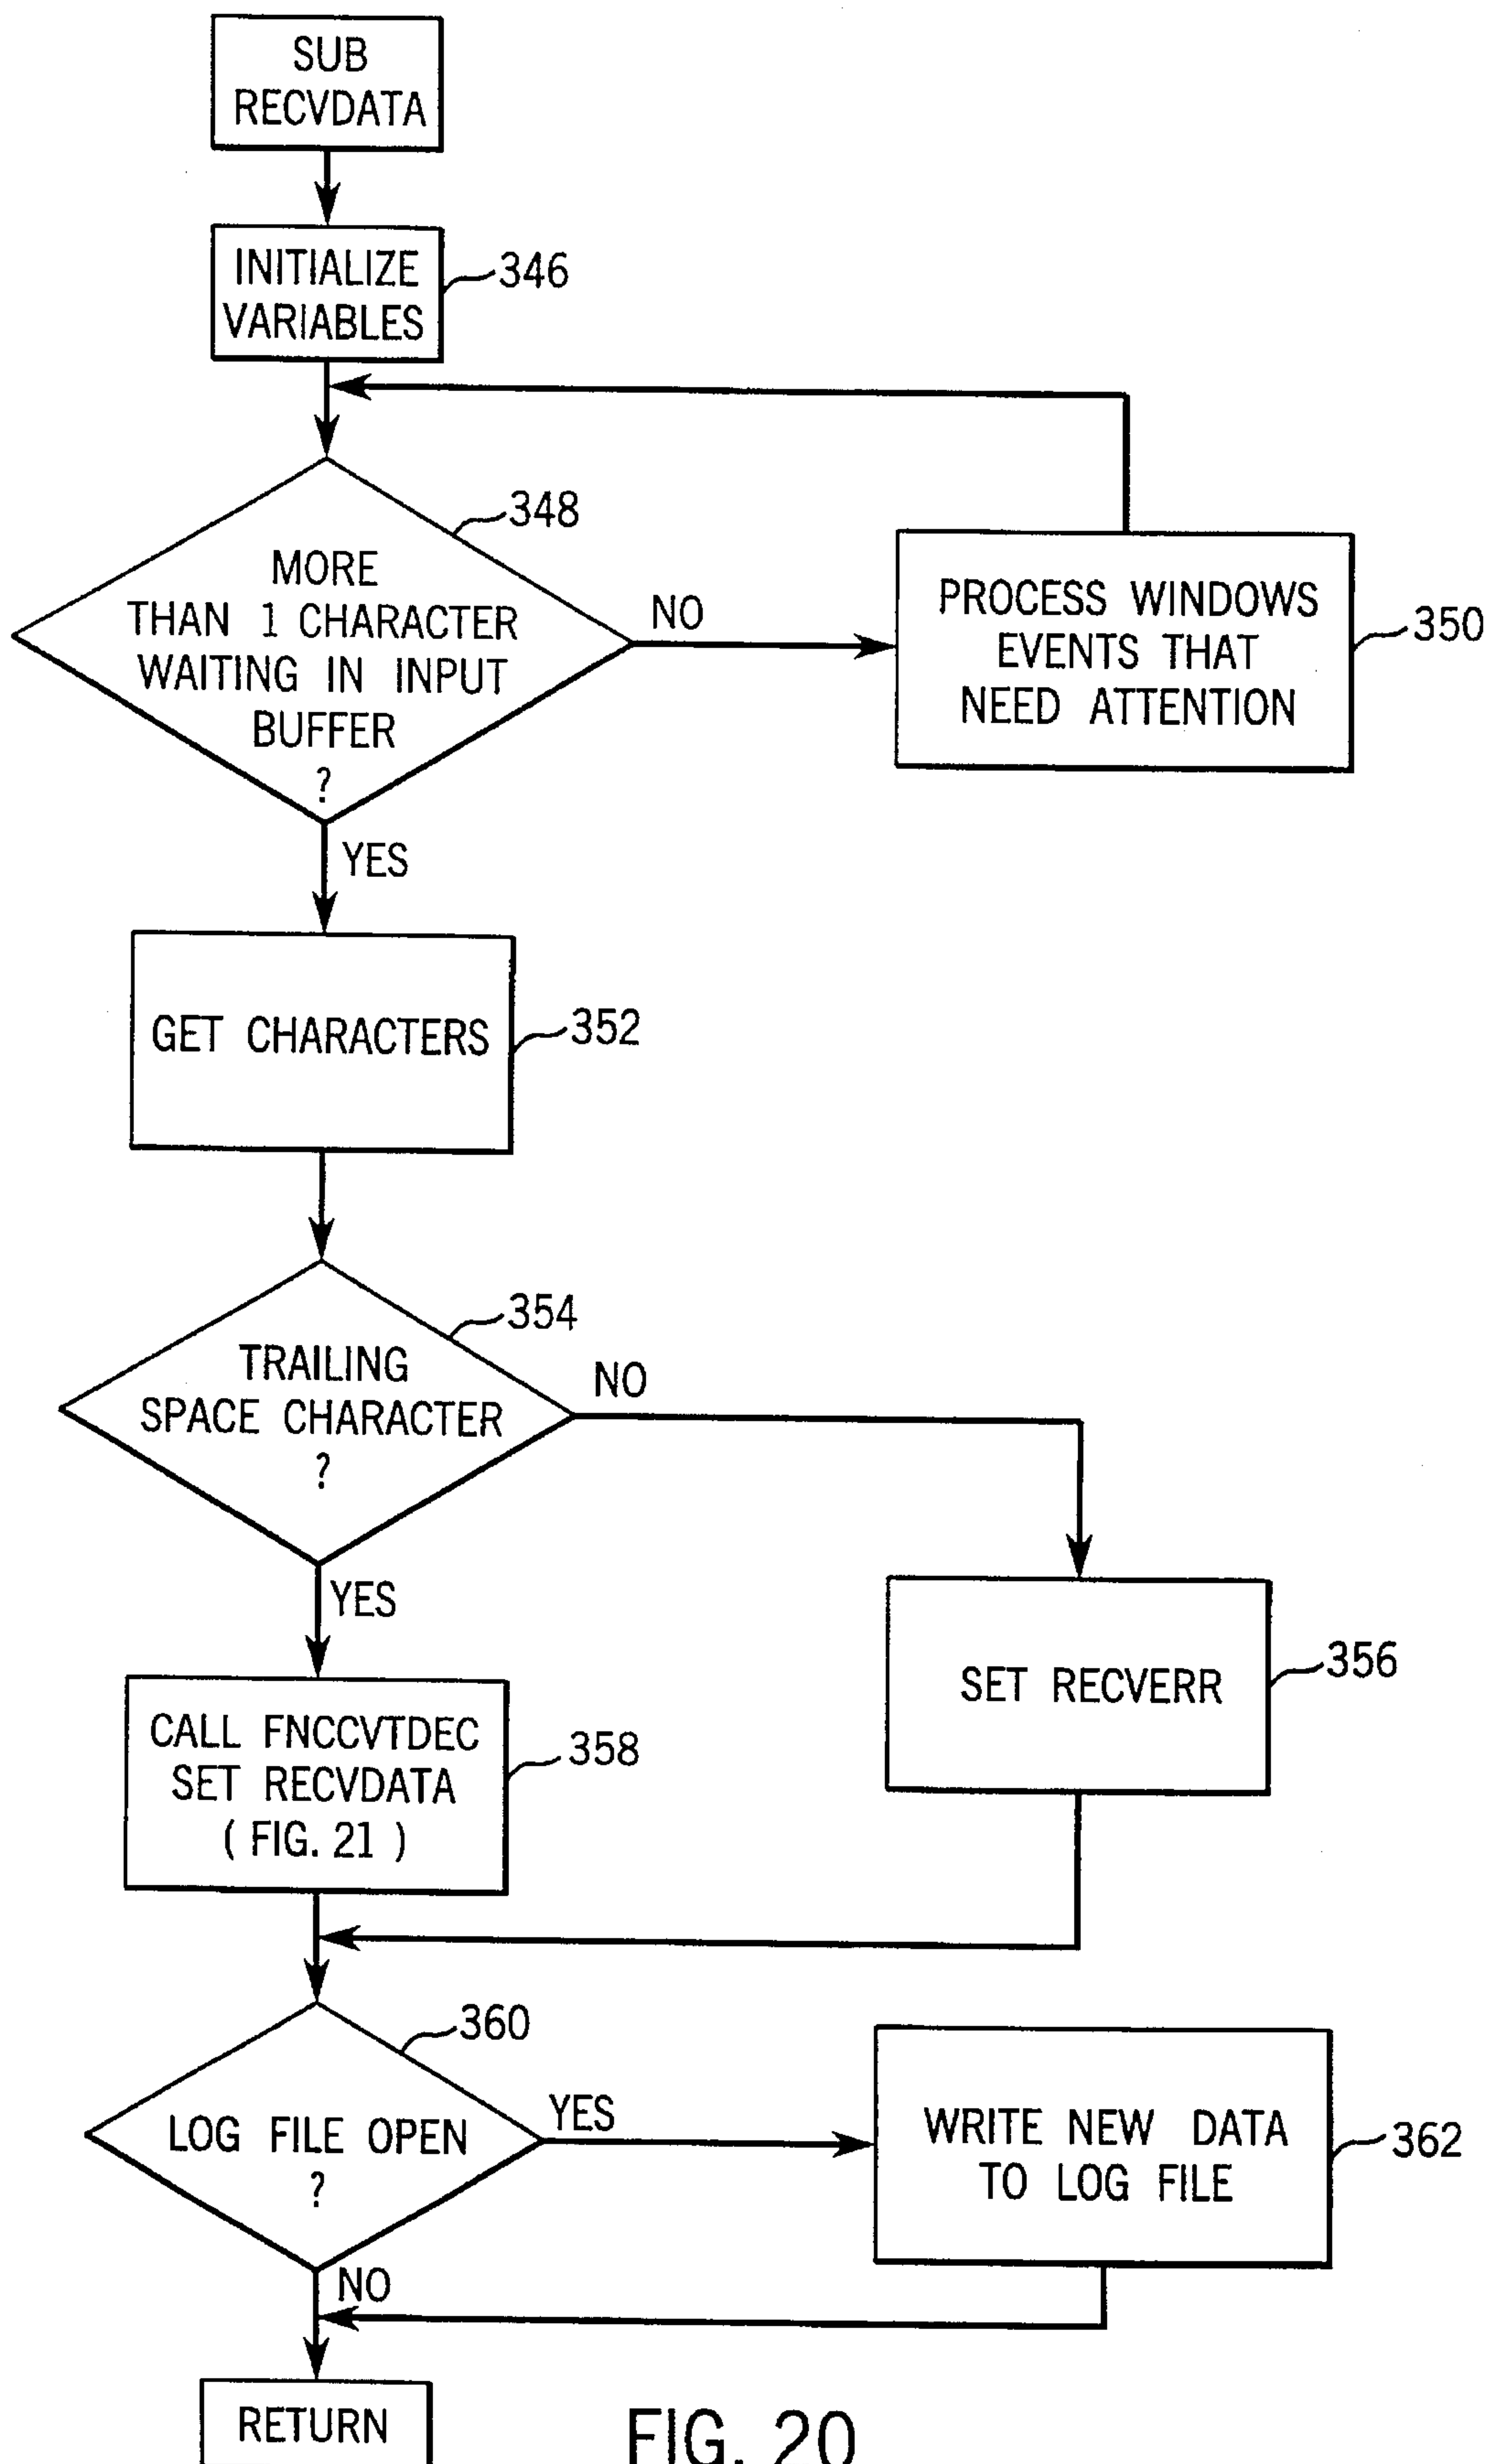 SUB
RECVDATA
INITIALIZE
VARIABLES
346
348
MORE
THAN 1 CHARACTER
WAITING IN INPUT
BUFFER
?
NO
PROCESS WINDOWS
EVENTS THAT
NEED ATTENTION
350
YES
GET CHARACTERS
352
354
TRAILING
SPACE CHARACTER
?
NO
YES
SET RECVERR
356
CALL FNCCVTDEC
SET RECVDATA
( FIG. 21 )
358
360
LOG FILE OPEN
?
YES
WRITE NEW DATA
TO LOG FILE
362
NO
RETURN
FIG. 20